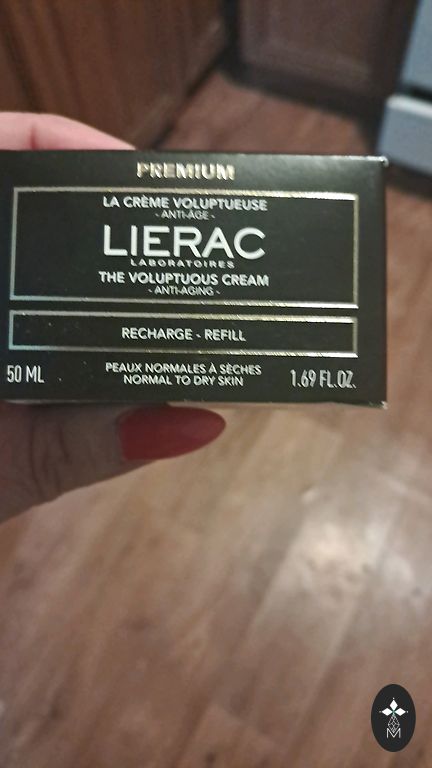 PREMIUM
LA CRÈME VOLUPTUEUSE
- ANTI-ÂGE -
LIERAC
LABORATOIRES
THE VOLUPTUOUS CREAM
- ANTI-AGING -
RECHARGE - REFILL
50 ML
PEAUX NORMALES À SÈCHES
NORMAL TO DRY SKIN
1.69 FL.OZ.
M